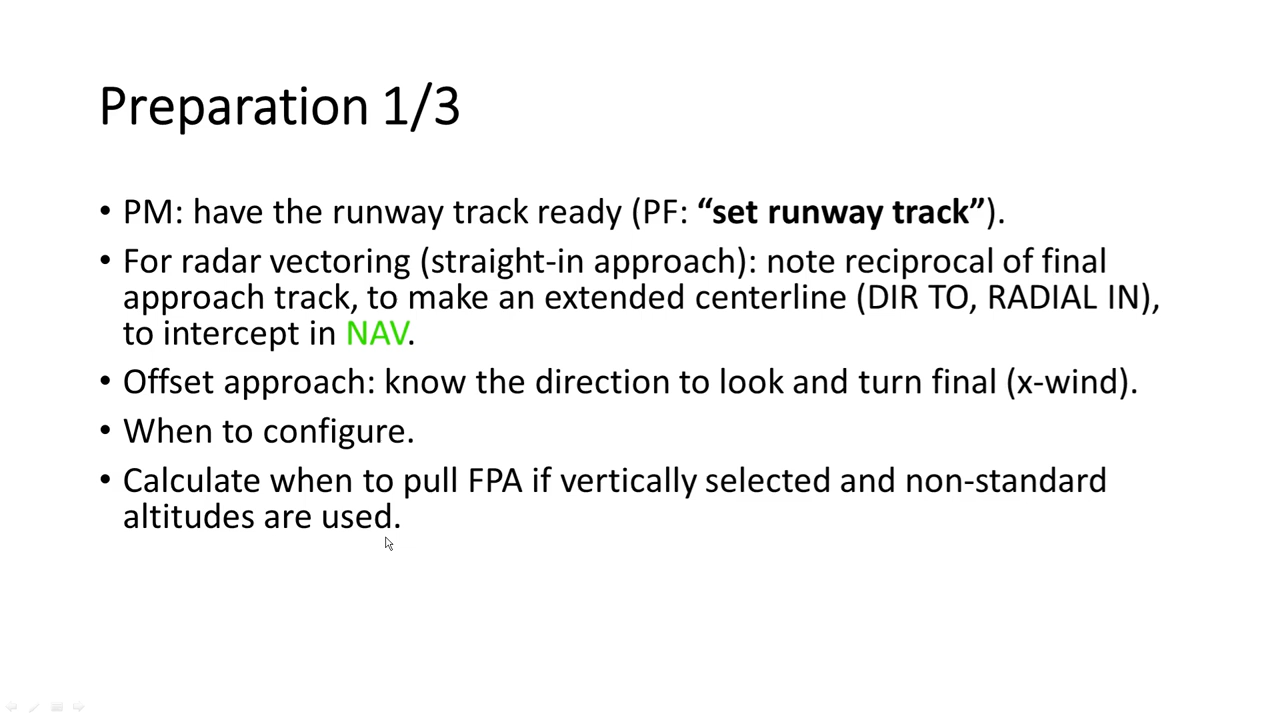 Preparation 1/3
• PM: have the runway track ready (PF: “set runway track”).
• For radar vectoring (straight-in approach): note reciprocal of final
approach track, to make an extended centerline (DIR TO, RADIAL IN),
to intercept in NAV.
• Offset approach: know the direction to look and turn final (x-wind).
• When to configure.
• Calculate when to pull FPA if vertically selected and non-standard
altitudes are used.